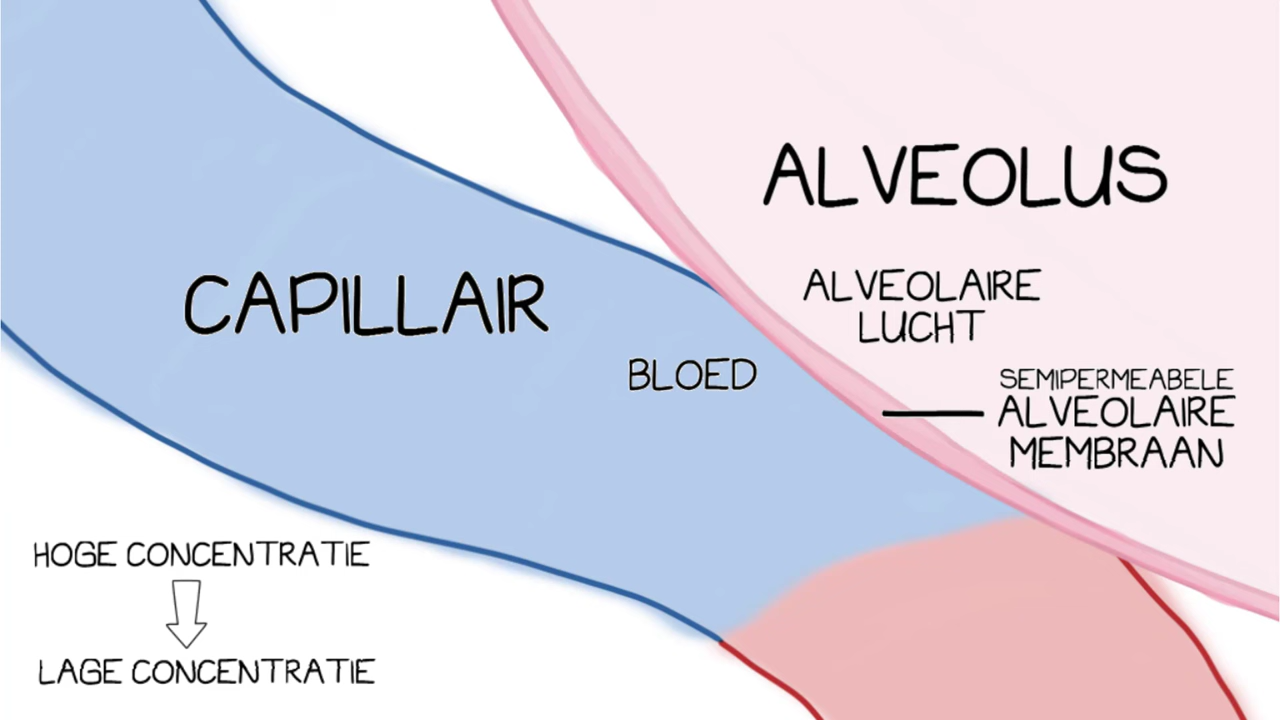 ALVEOLUS
CAPILLAIR
ALVEOLAIRE
LUCHT
BLOED
SEMIPERMEABELE
ALVEOLAIRE
MEMBRAAN
HOGE CONCENTRATIE
LAGE CONCENTRATIE